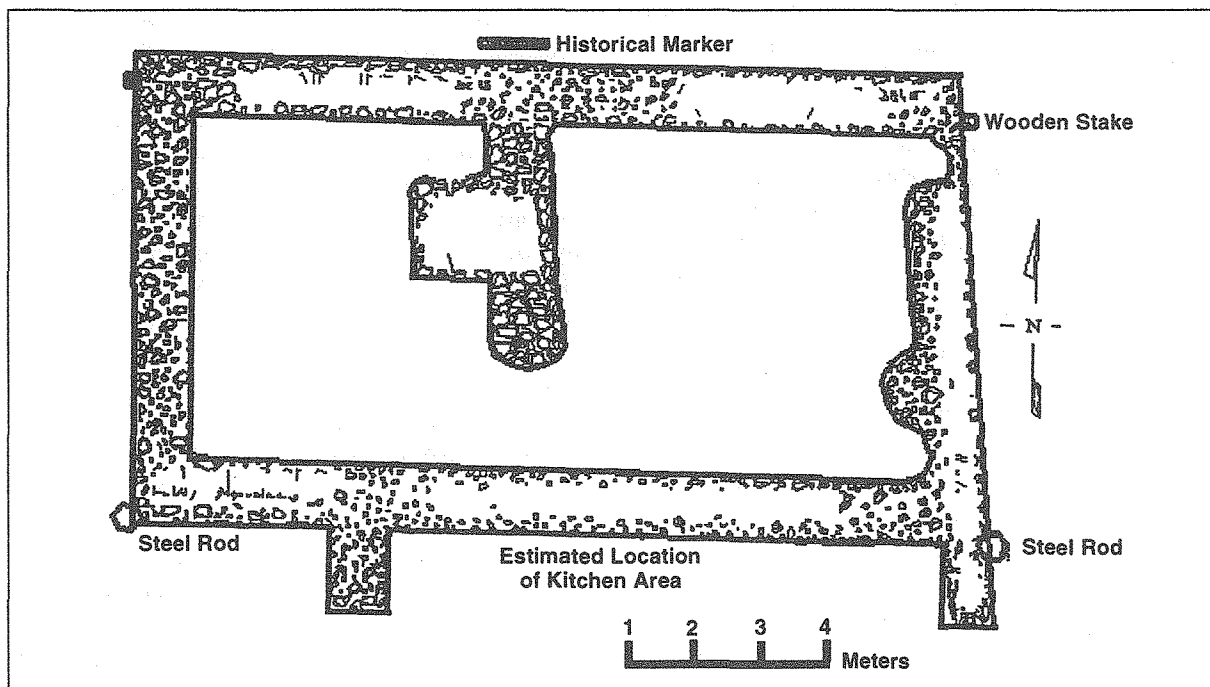 Historical Marker
Wooden Stake
- N -
Steel Rod
Estimated Location
of Kitchen Area
Steel Rod
1 2 3 4
Meters